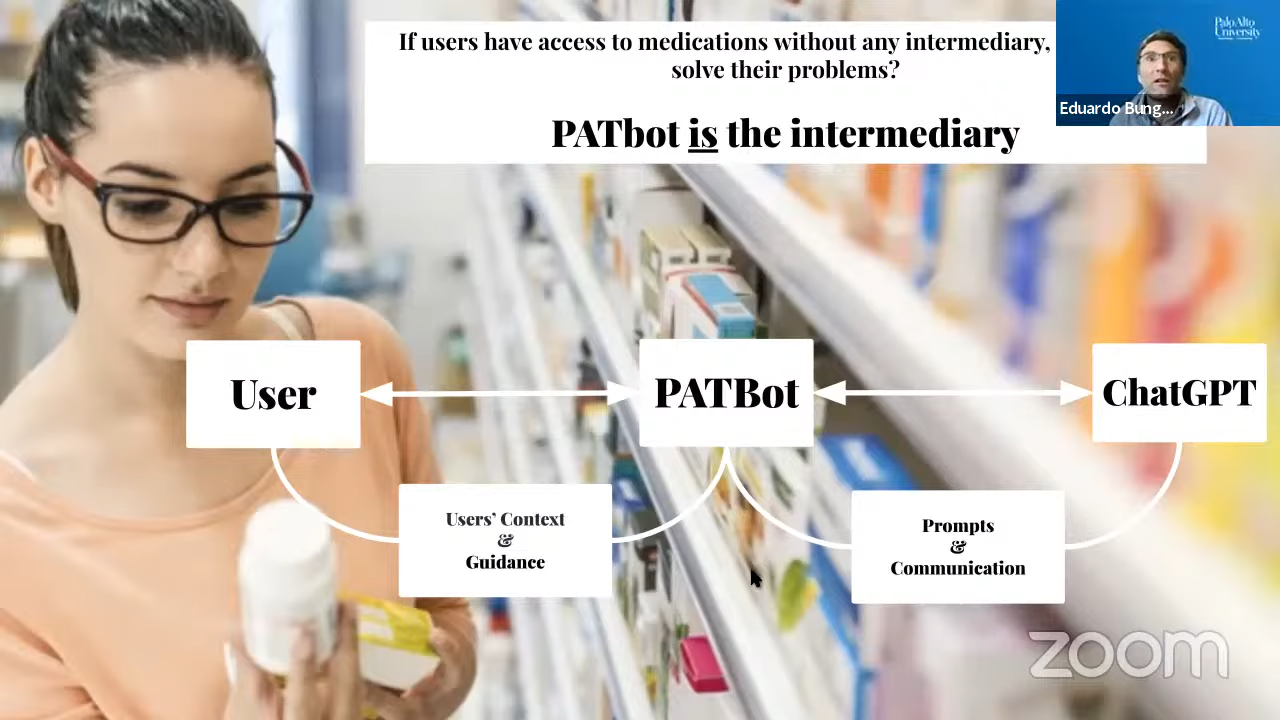 If users have access to medications without any intermediary,
solve their problems?
PATbot is the intermediary
Palo Alto
University
Eduardo Bung...
User
PATBot
ChatGPT
Users’ Context
&
Guidance
Prompts
&
Communication
zoom